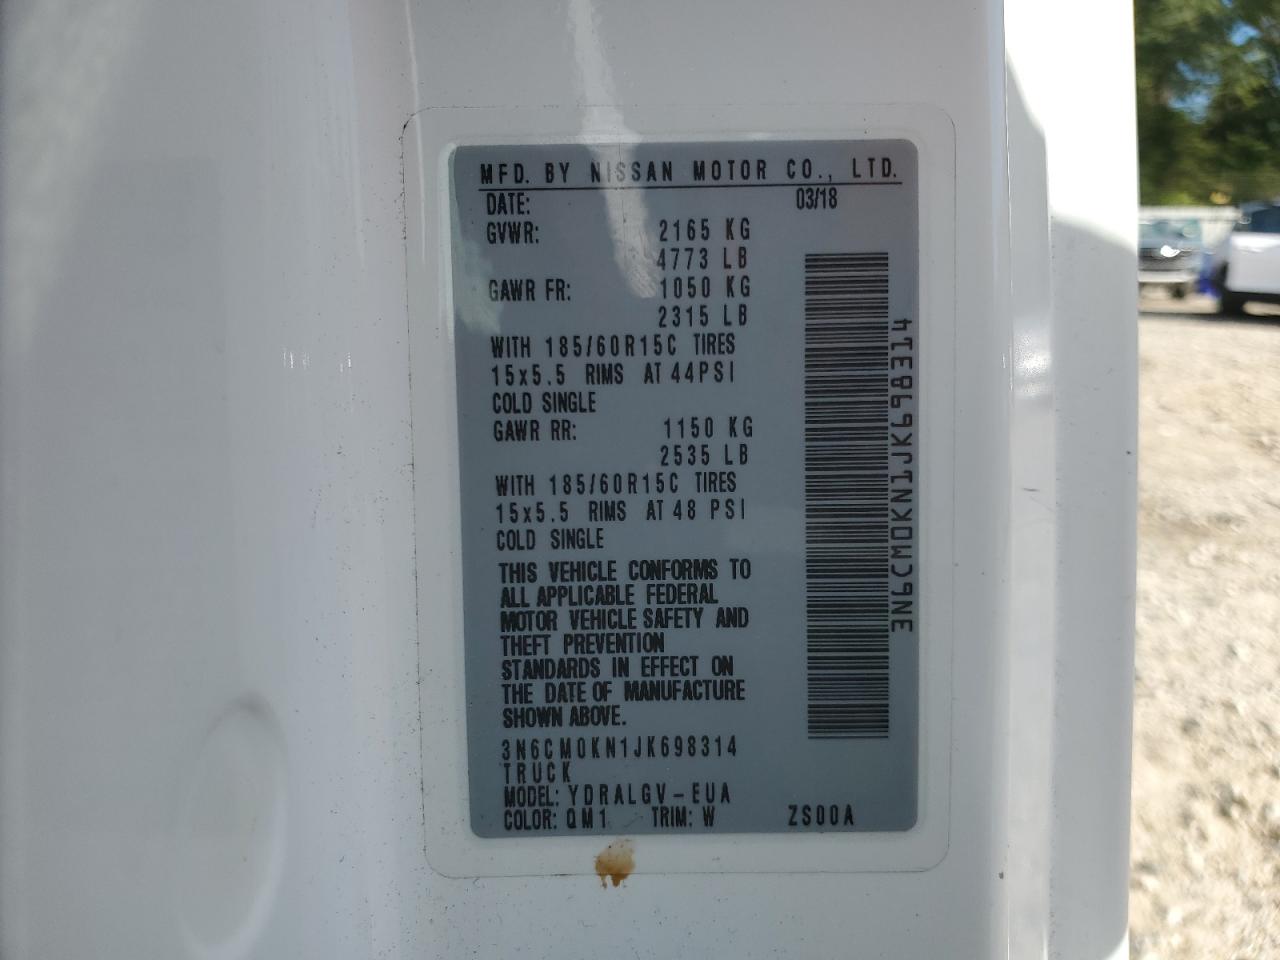 MFD. BY NISSAN MOTOR CO., LTD.
DATE: 03/18
GVWR: 2165 KG
4773 LB
GAWR FR: 1050 KG
2315 LB
WITH 185/60R15C TIRES
15x5.5 RIMS AT 44PSI
COLD SINGLE
GAWR RR: 1150 KG
2535 LB
WITH 185/60R15C TIRES
15x5.5 RIMS AT 48 PSI
COLD SINGLE
THIS VEHICLE CONFORMS TO
ALL APPLICABLE FEDERAL
MOTOR VEHICLE SAFETY AND
THEFT PREVENTION
STANDARDS IN EFFECT ON
THE DATE OF MANUFACTURE
SHOWN ABOVE.
3N6CM0KN1JK698314
TRUCK
MODEL: YDRALGV-EUA
COLOR: QM1 TRIM: W ZS00A
3N6CM0KN1JK698314